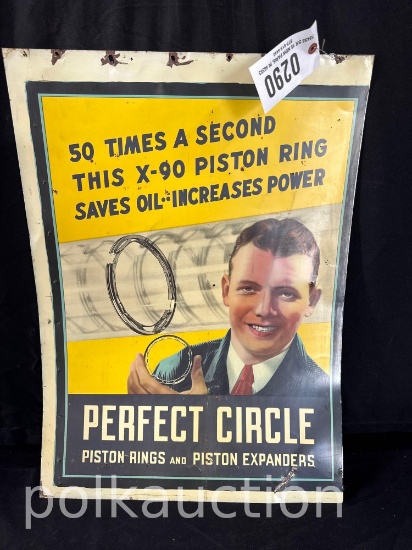 0290
50 TIMES A SECOND
THIS X-90 PISTON RING
SAVES OIL--INCREASES POWER
PERFECT CIRCLE
PISTON RINGS AND PISTON EXPANDERS
polkauction